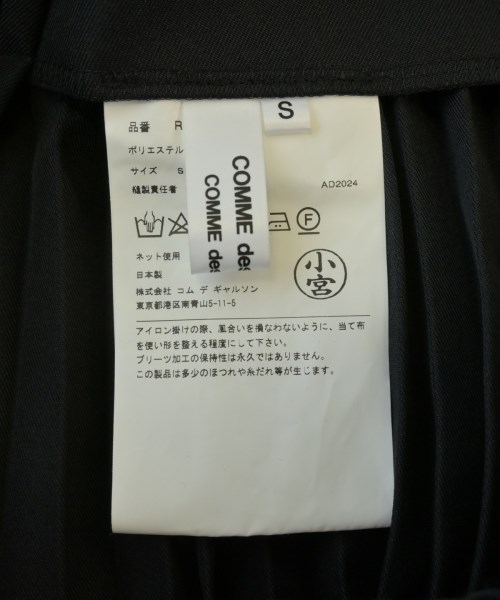 S
COMME des
COMME des
品番 R
ポリエステル
サイズ s
縫製責任者
AD2024
F
ネット使用
日本製
株式会社 コム デ ギャルソン
東京都港区南青山5-11-5
小宮
アイロン掛けの際、風合いを損なわないように、当て布
を使い形を整える程度にして下さい。
プリーツ加工の保持性は永久ではありません。
この製品は多少のほつれや糸だれ等が生じます。